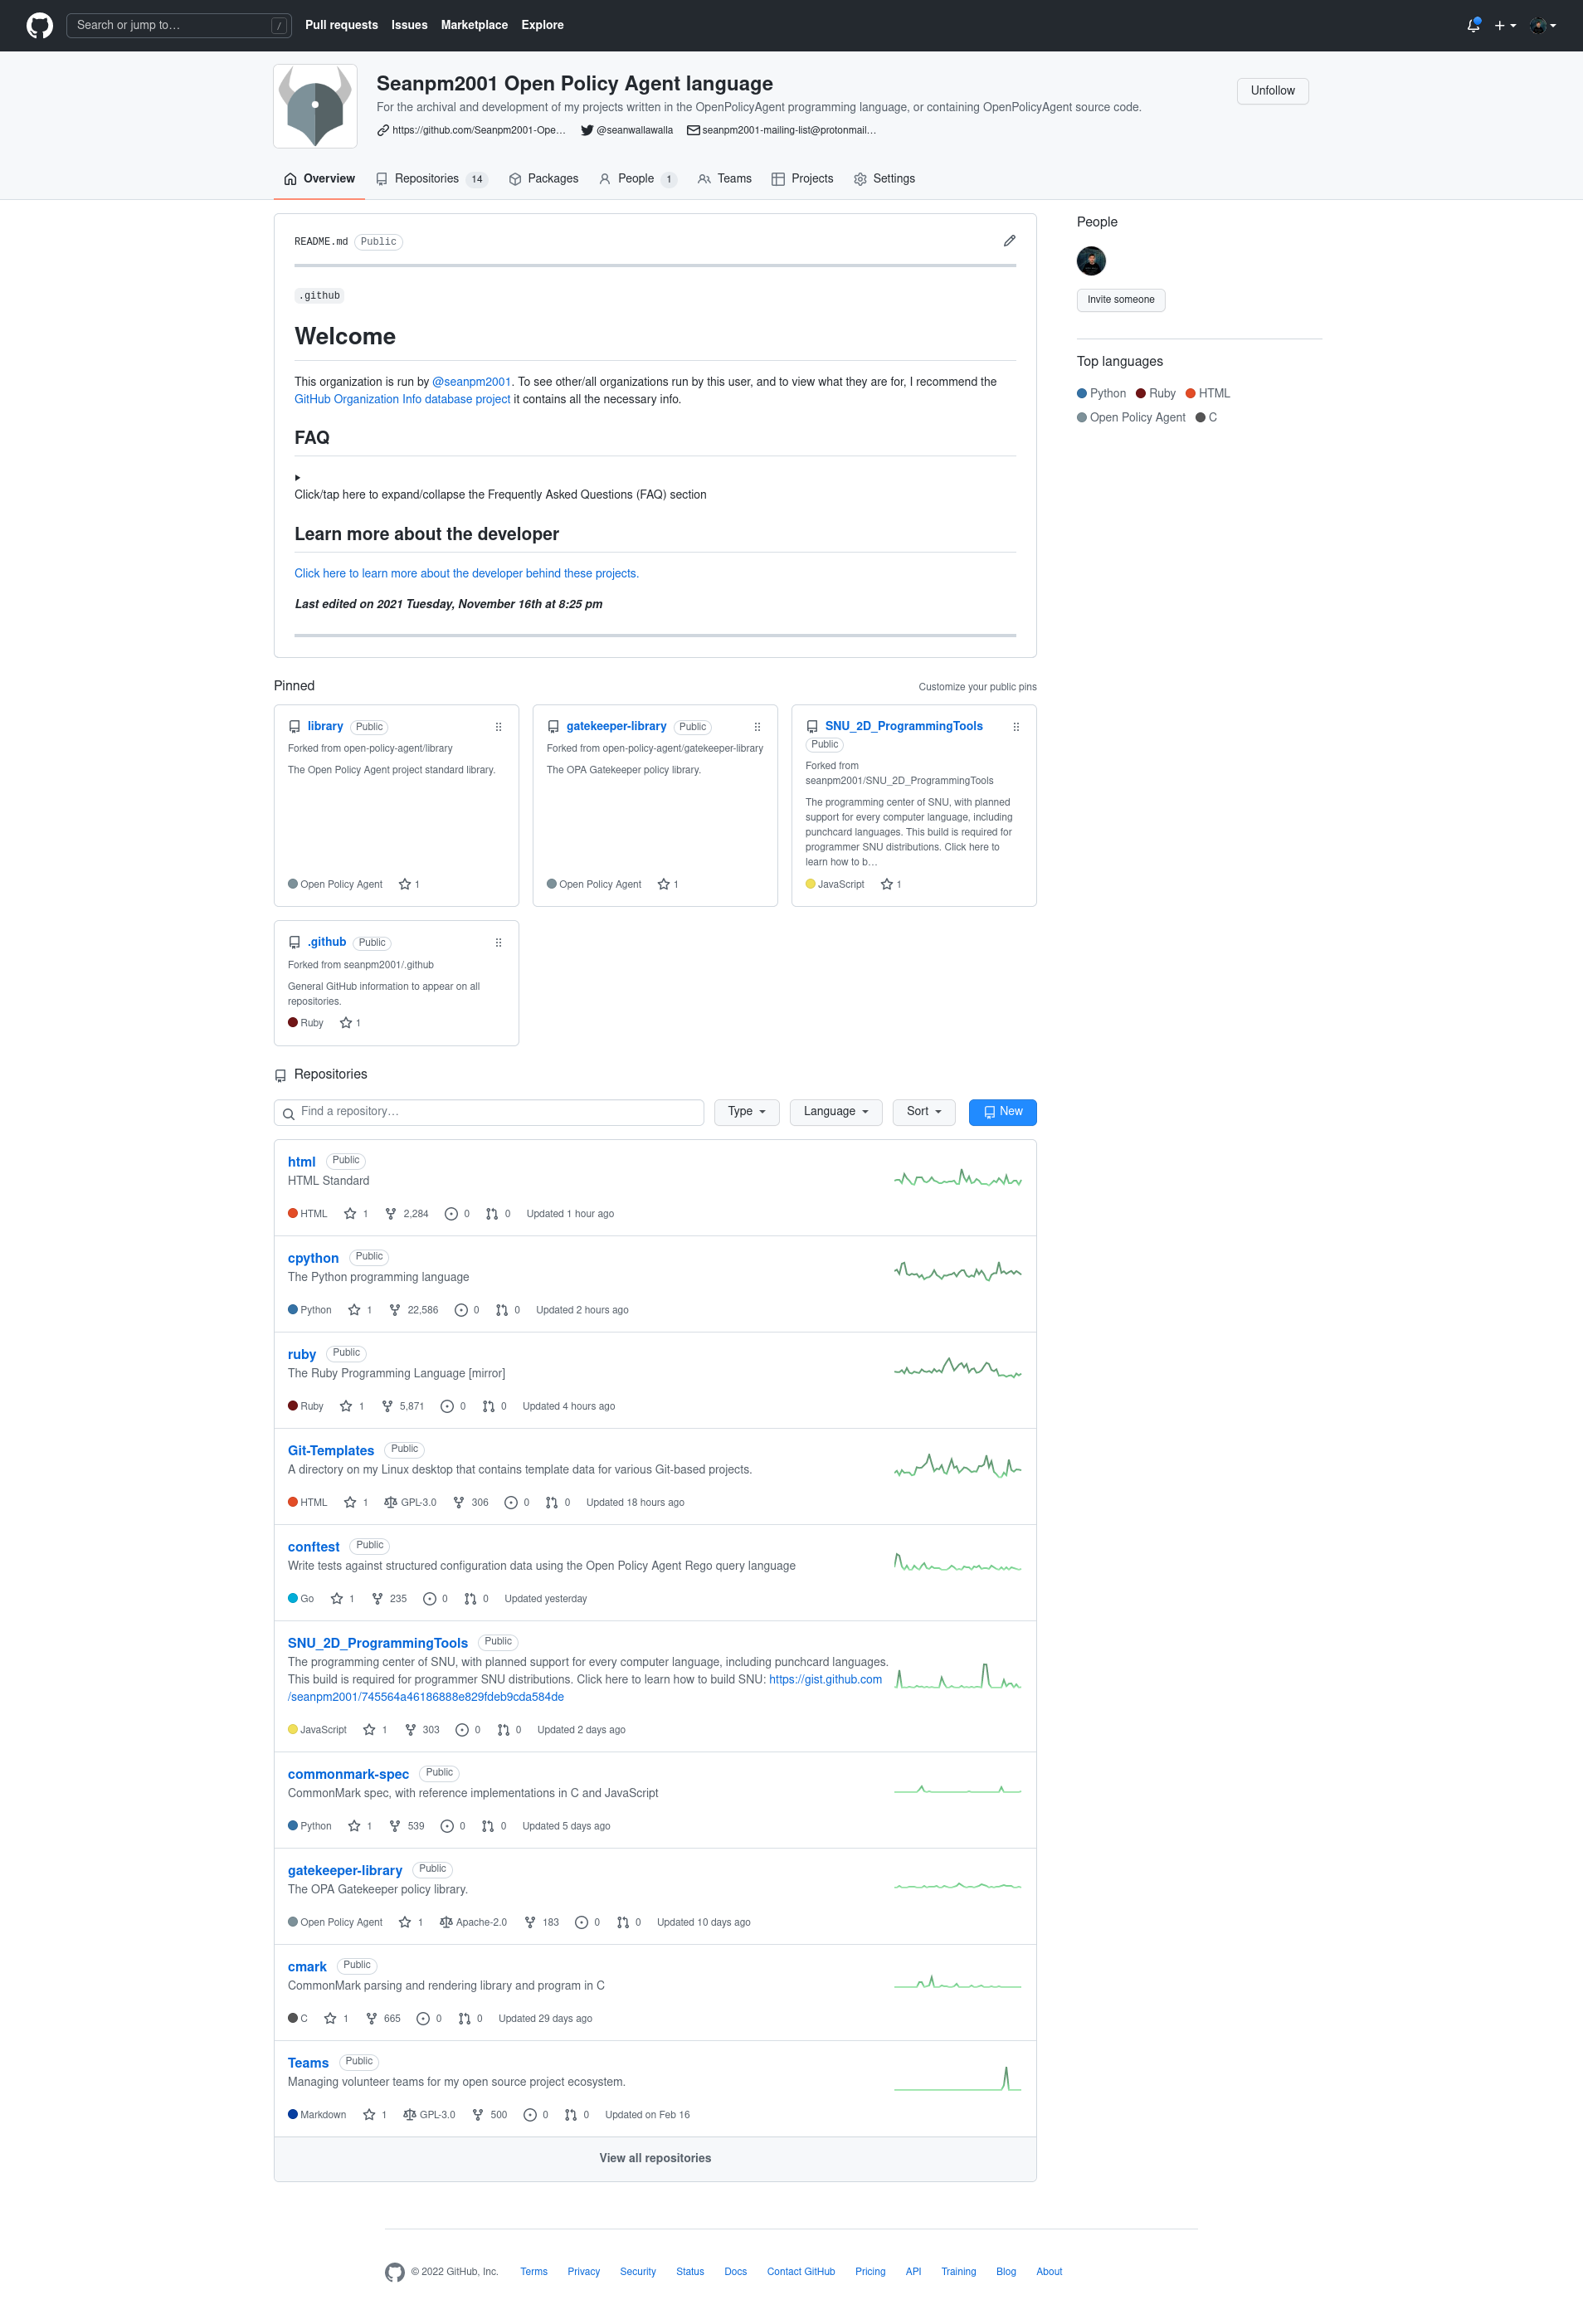 Search or jump to…
/
Pull requests
Issues
Marketplace
Explore
Seanpm2001 Open Policy Agent language
For the archival and development of my projects written in the OpenPolicyAgent programming language, or containing OpenPolicyAgent source code.
https://github.com/Seanpm2001-Ope…
@seanwallawalla
seanpm2001-mailing-list@protonmail…
Unfollow
Overview
Repositories 14
Packages
People 1
Teams
Projects
Settings
README.md Public
.github
Welcome
This organization is run by @seanpm2001. To see other/all organizations run by this user, and to view what they are for, I recommend the
GitHub Organization Info database project it contains all the necessary info.
FAQ
Click/tap here to expand/collapse the Frequently Asked Questions (FAQ) section
Learn more about the developer
Click here to learn more about the developer behind these projects.
Last edited on 2021 Tuesday, November 16th at 8:25 pm
People
Invite someone
Top languages
Python Ruby HTML
Open Policy Agent C
Pinned
Customize your public pins
library Public
Forked from open-policy-agent/library
The Open Policy Agent project standard library.
Open Policy Agent 1
gatekeeper-library Public
Forked from open-policy-agent/gatekeeper-library
The OPA Gatekeeper policy library.
Open Policy Agent 1
SNU_2D_ProgrammingTools
Public
Forked from
seanpm2001/SNU_2D_ProgrammingTools
The programming center of SNU, with planned
support for every computer language, including
punchcard languages. This build is required for
programmer SNU distributions. Click here to
learn how to b…
JavaScript 1
.github Public
Forked from seanpm2001/.github
General GitHub information to appear on all
repositories.
Ruby 1
Repositories
Find a repository…
Type
Language
Sort
New
html Public
HTML Standard
HTML 1 2,284 0 0 Updated 1 hour ago
cpython Public
The Python programming language
Python 1 22,586 0 0 Updated 2 hours ago
ruby Public
The Ruby Programming Language [mirror]
Ruby 1 5,871 0 0 Updated 4 hours ago
Git-Templates Public
A directory on my Linux desktop that contains template data for various Git-based projects.
HTML 1 GPL-3.0 306 0 0 Updated 18 hours ago
conftest Public
Write tests against structured configuration data using the Open Policy Agent Rego query language
Go 1 235 0 0 Updated yesterday
SNU_2D_ProgrammingTools Public
The programming center of SNU, with planned support for every computer language, including punchcard languages.
This build is required for programmer SNU distributions. Click here to learn how to build SNU: https://gist.github.com
/seanpm2001/745564a46186888e829fdeb9cda584de
JavaScript 1 303 0 0 Updated 2 days ago
commonmark-spec Public
CommonMark spec, with reference implementations in C and JavaScript
Python 1 539 0 0 Updated 5 days ago
gatekeeper-library Public
The OPA Gatekeeper policy library.
Open Policy Agent 1 Apache-2.0 183 0 0 Updated 10 days ago
cmark Public
CommonMark parsing and rendering library and program in C
C 1 665 0 0 Updated 29 days ago
Teams Public
Managing volunteer teams for my open source project ecosystem.
Markdown 1 GPL-3.0 500 0 0 Updated on Feb 16
View all repositories
© 2022 GitHub, Inc. Terms Privacy Security Status Docs Contact GitHub Pricing API Training Blog About